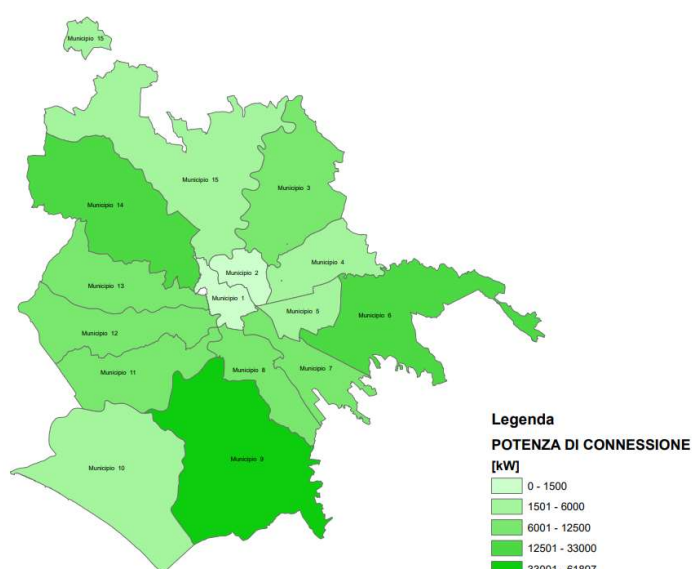 Municipio 15
Municipio 15
Municipio 3
Municipio 14
Municipio 4
Municipio 2
Municipio 13
Municipio 1
Municipio 5
Municipio 6
Municipio 12
Municipio 11
Municipio 8
Municipio 7
Municipio 9
Municipio 10
Legenda
POTENZA DI CONNESSIONE
[kW]
0 - 1500
1501 - 6000
6001 - 12500
12501 - 33000
33001 - 61807